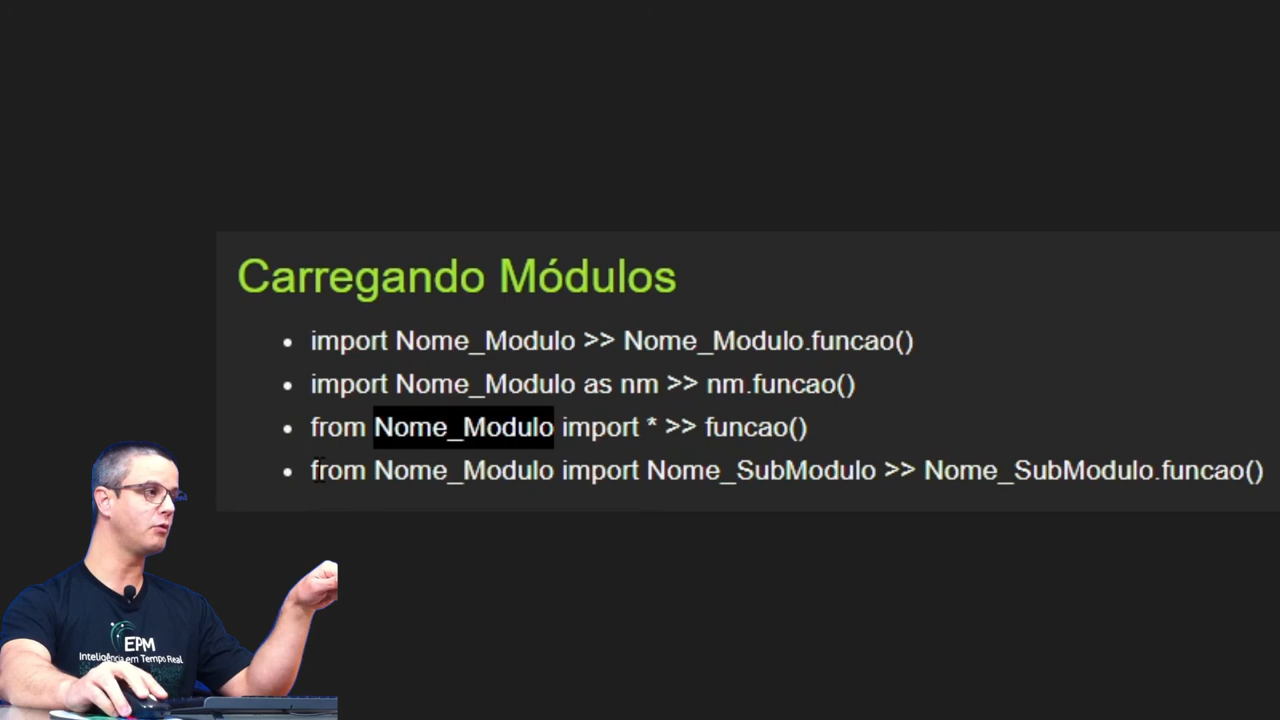 Carregando Módulos
import Nome_Modulo >> Nome_Modulo.funcao()
import Nome_Modulo as nm >> nm.funcao()
from Nome_Modulo import * >> funcao()
from Nome_Modulo import Nome_SubModulo >> Nome_SubModulo.funcao()
EPM
Inteligência em Tempo Real